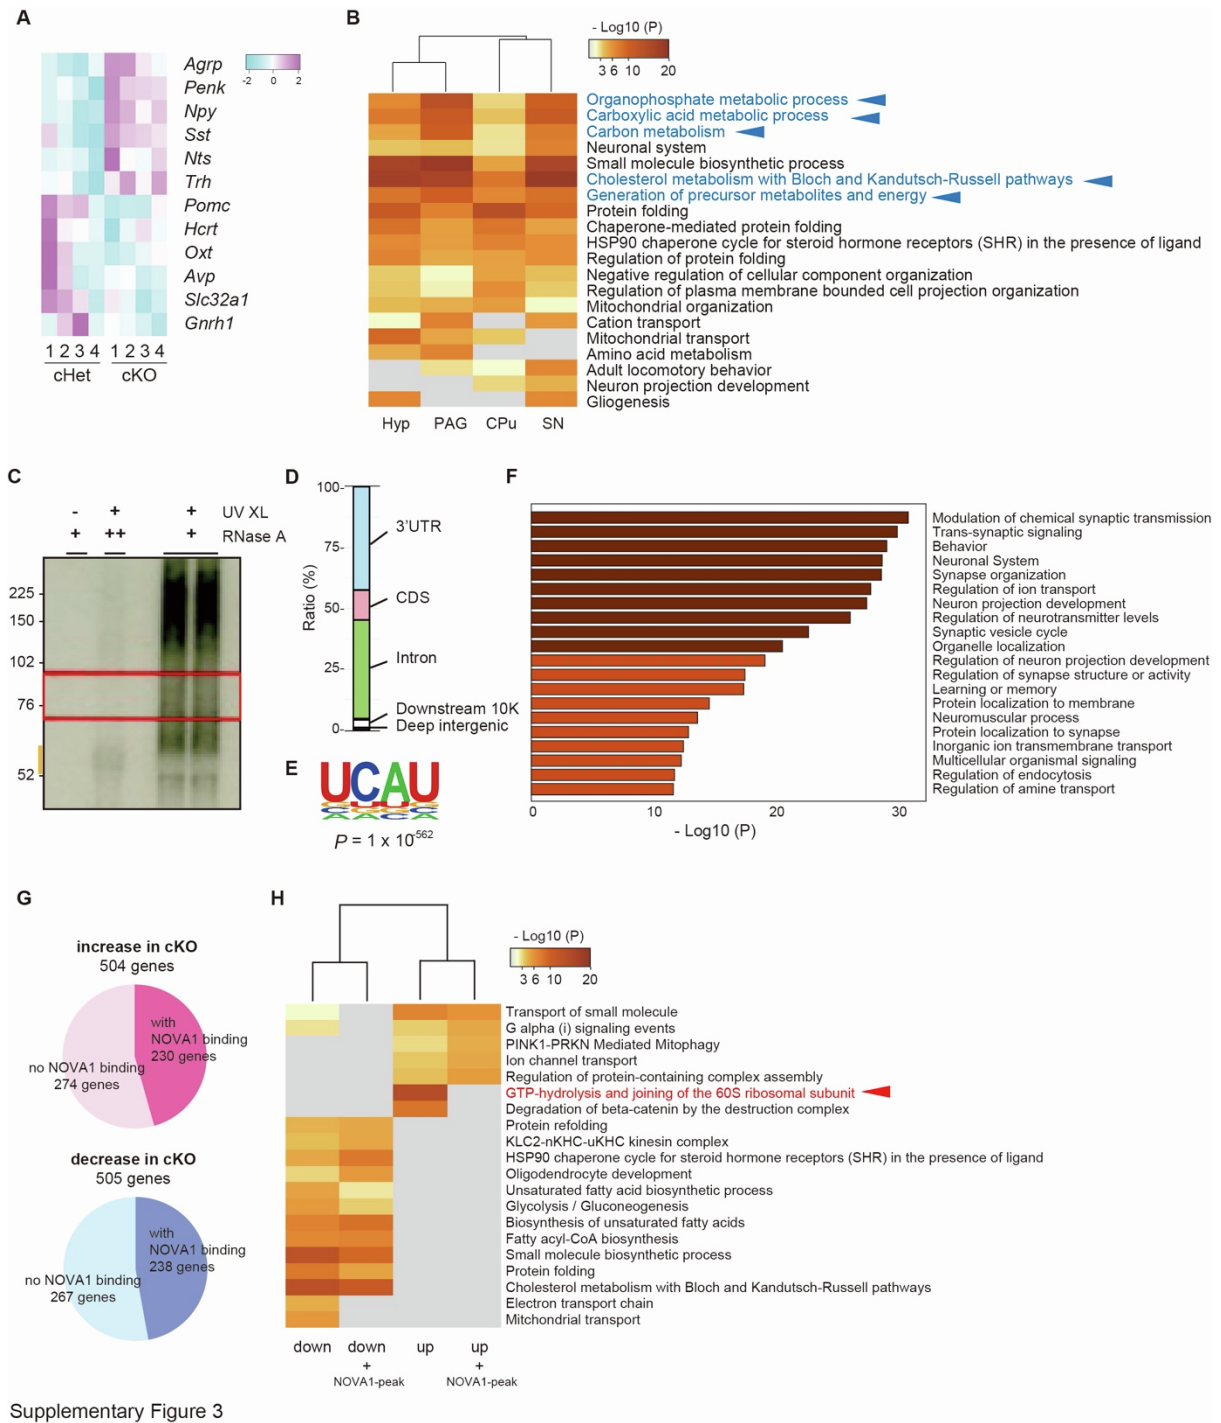 A
Agrp
Penk
Npy
Sst
Nts
Trh
Pomc
Hcrt
Oxt
Avp
Slc32a1
Gnrh1
-2 0 2
1 2 3 4 1 2 3 4
cHet cKO
B
- Log10 (P)
3 6 10 20
Organophosphate metabolic process
Carboxylic acid metabolic process
Carbon metabolism
Neuronal system
Small molecule biosynthetic process
Cholesterol metabolism with Bloch and Kandutsch-Russell pathways
Generation of precursor metabolites and energy
Protein folding
Chaperone-mediated protein folding
HSP90 chaperone cycle for steroid hormone receptors (SHR) in the presence of ligand
Regulation of protein folding
Negative regulation of cellular component organization
Regulation of plasma membrane bounded cell projection organization
Mitochondrial organization
Cation transport
Mitochondrial transport
Amino acid metabolism
Adult locomotory behavior
Neuron projection development
Gliogenesis
Hyp PAG CPu SN
C
- + + UV XL
+ ++ + RNase A
225
150
102
76
52
D
Ratio (%)
100-
75-
50-
25-
0-
3'UTR
CDS
Intron
Downstream 10K
Deep intergenic
E
UCAU
P = 1 x 10-562
F
Modulation of chemical synaptic transmission
Trans-synaptic signaling
Behavior
Neuronal System
Synapse organization
Regulation of ion transport
Neuron projection development
Regulation of neurotransmitter levels
Synaptic vesicle cycle
Organelle localization
Regulation of neuron projection development
Regulation of synapse structure or activity
Learning or memory
Protein localization to membrane
Neuromuscular process
Protein localization to synapse
Inorganic ion transmembrane transport
Multicellular organismal signaling
Regulation of endocytosis
Regulation of amine transport
0 10 20 30
- Log10 (P)
G
increase in cKO
504 genes
with
NOVA1 binding
230 genes
no NOVA1 binding
274 genes
decrease in cKO
505 genes
with
NOVA1 binding
238 genes
no NOVA1 binding
267 genes
H
- Log10 (P)
3 6 10 20
Transport of small molecule
G alpha (i) signaling events
PINK1-PRKN Mediated Mitophagy
Ion channel transport
Regulation of protein-containing complex assembly
GTP-hydrolysis and joining of the 60S ribosomal subunit
Degradation of beta-catenin by the destruction complex
Protein refolding
KLC2-nKHC-uKHC kinesin complex
HSP90 chaperone cycle for steroid hormone receptors (SHR) in the presence of ligand
Oligodendrocyte development
Unsaturated fatty acid biosynthetic process
Glycolysis / Gluconeogenesis
Biosynthesis of unsaturated fatty acids
Fatty acyl-CoA biosynthesis
Small molecule biosynthetic process
Protein folding
Cholesterol metabolism with Bloch and Kandutsch-Russell pathways
Electron transport chain
Mitchondrial transport
down down up up
+ +
NOVA1-peak NOVA1-peak
Supplementary Figure 3